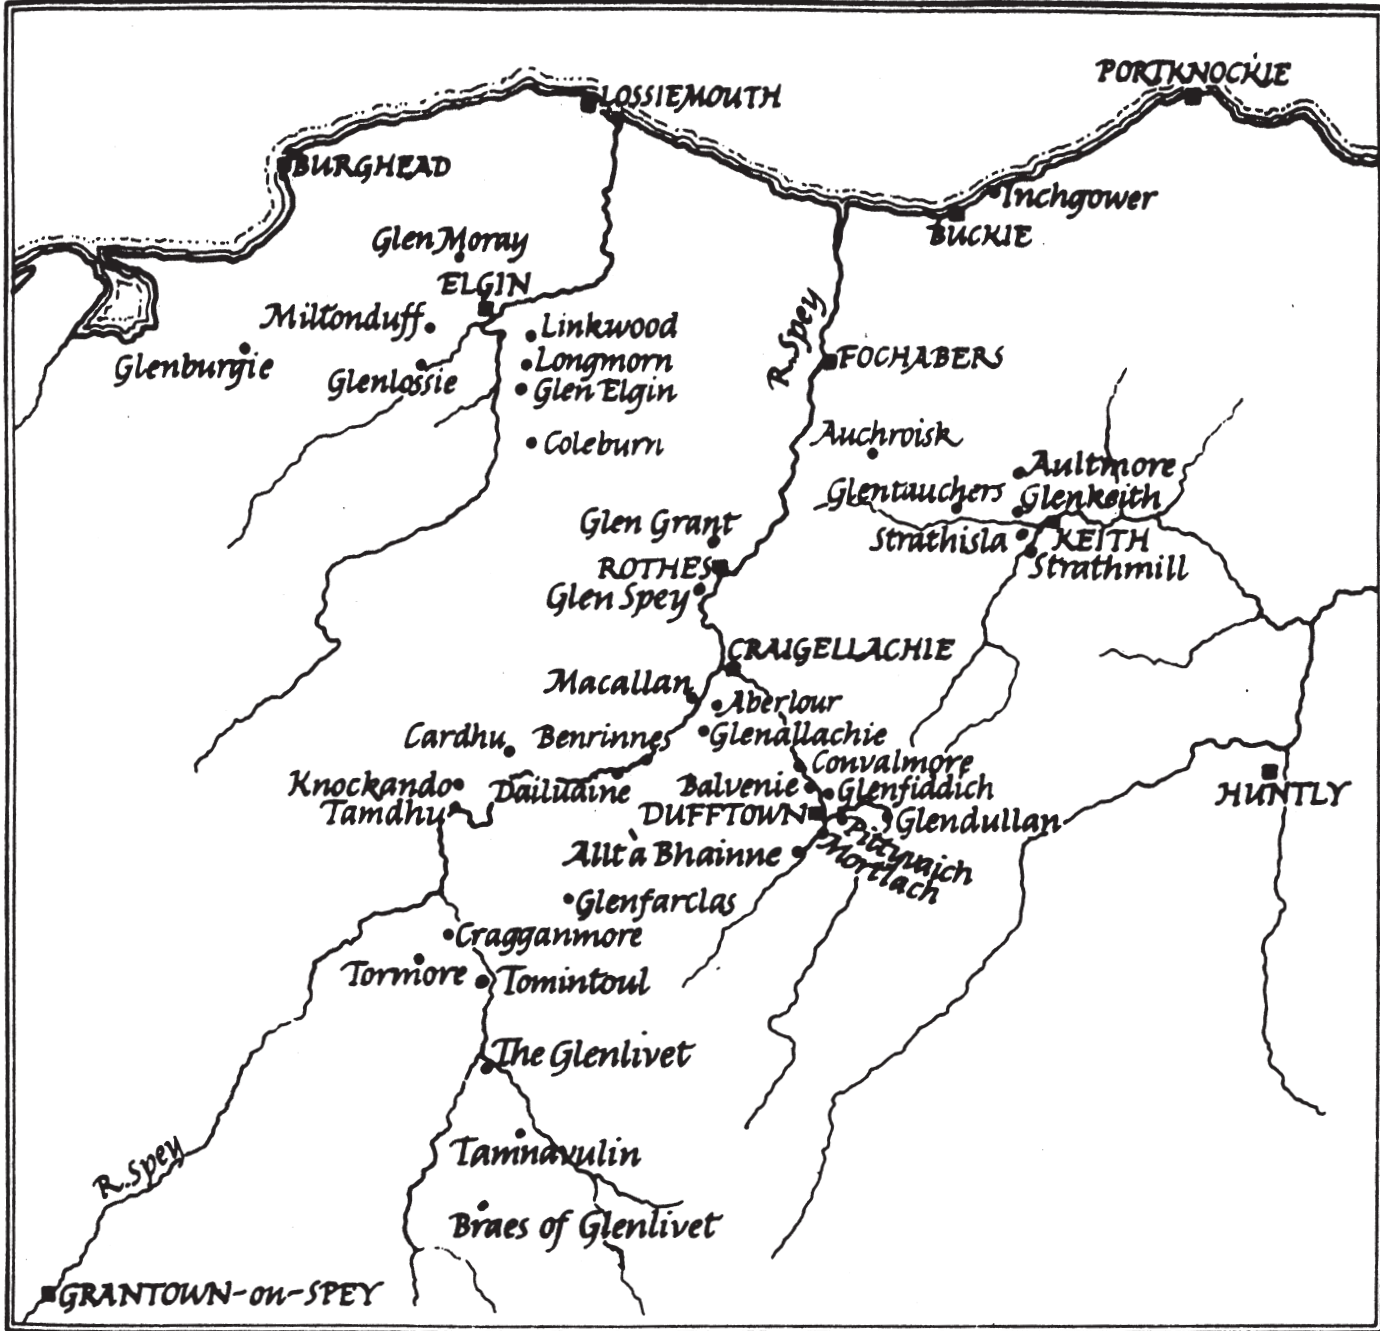 PORTKNOCKIE
LOSSIEMOUTH
BURGHEAD
Inchgower
BUCKIE
Glen Moray
ELGIN
Miltonduff
Linkwood
R. Spey
FOCHABERS
Longmorn
Glenburgie
Glenlossie
Glen Elgin
Coleburn
Auchroisk
Aultmore
Glentauchers
Glenkeith
Glen Grant
Strathisla
KEITH
ROTHES
Strathmill
Glen Spey
CRAIGELLACHIE
Macallan
Aberlour
Cardhu
Benrinnes
Glenallachie
Convalmore
Knockando
Dailuaine
Balvenie
Glenfiddich
HUNTLY
Tamdhu
DUFFTOWN
Glendullan
Pittyvaich
Allt à Bhainne
Mortlach
Glenfarclas
Cragganmore
Tormore
Tomintoul
The Glenlivet
Tamnavulin
R. Spey
Braes of Glenlivet
GRANTOWN-on-SPEY